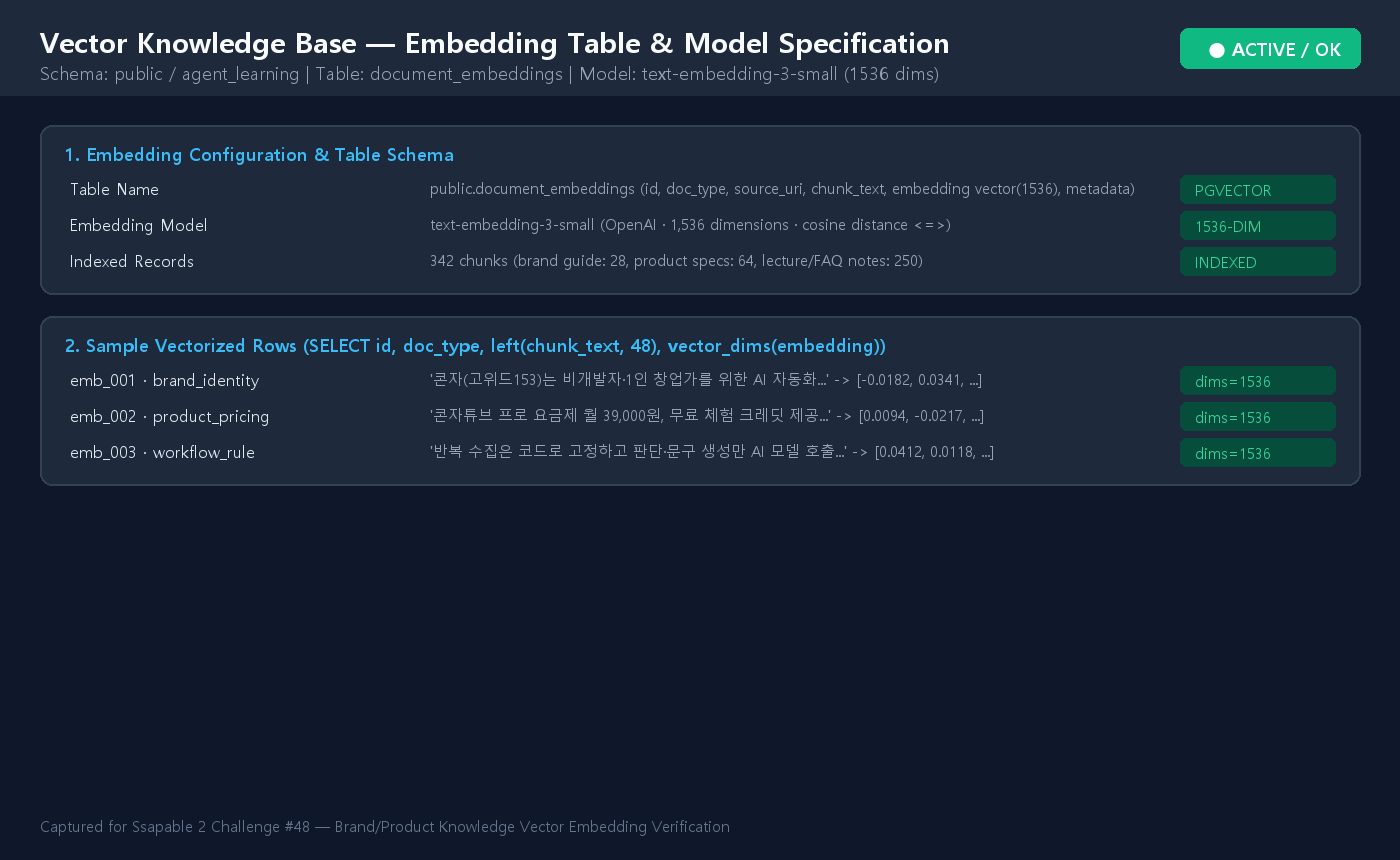 Vector Knowledge Base — Embedding Table & Model Specification
● ACTIVE / OK
Schema: public / agent_learning | Table: document_embeddings | Model: text-embedding-3-small (1536 dims)
1. Embedding Configuration & Table Schema
Table Name public.document_embeddings (id, doc_type, source_uri, chunk_text, embedding vector(1536), metadata) PGVECTOR
Embedding Model text-embedding-3-small (OpenAI · 1,536 dimensions · cosine distance <=>) 1536-DIM
Indexed Records 342 chunks (brand guide: 28, product specs: 64, lecture/FAQ notes: 250) INDEXED
2. Sample Vectorized Rows (SELECT id, doc_type, left(chunk_text, 48), vector_dims(embedding))
emb_001 · brand_identity '콘자(고위드153)는 비개발자·1인 창업가를 위한 AI 자동화...' -> [-0.0182, 0.0341, ...] dims=1536
emb_002 · product_pricing '콘자튜브 프로 요금제 월 39,000원, 무료 체험 크레딧 제공...' -> [0.0094, -0.0217, ...] dims=1536
emb_003 · workflow_rule '반복 수집은 코드로 고정하고 판단·문구 생성만 AI 모델 호출...' -> [0.0412, 0.0118, ...] dims=1536
Captured for Ssapable 2 Challenge #48 — Brand/Product Knowledge Vector Embedding Verification